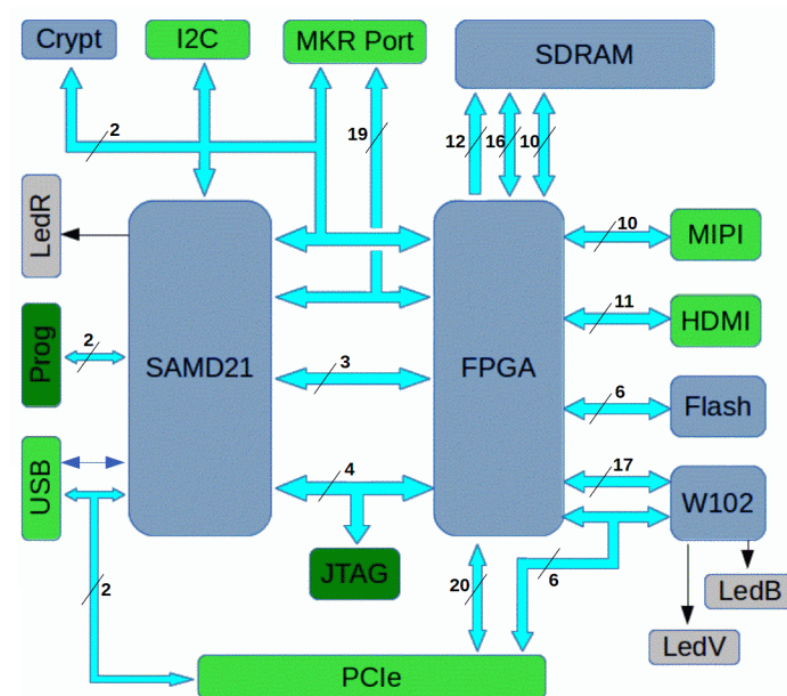 Crypt
I2C
MKR Port
SDRAM
2
19
12
16
10
LedR
10
MIPI
Prog
2
SAMD21
3
FPGA
11
HDMI
6
Flash
USB
4
17
W102
JTAG
2
20
6
LedB
LedV
PCIe